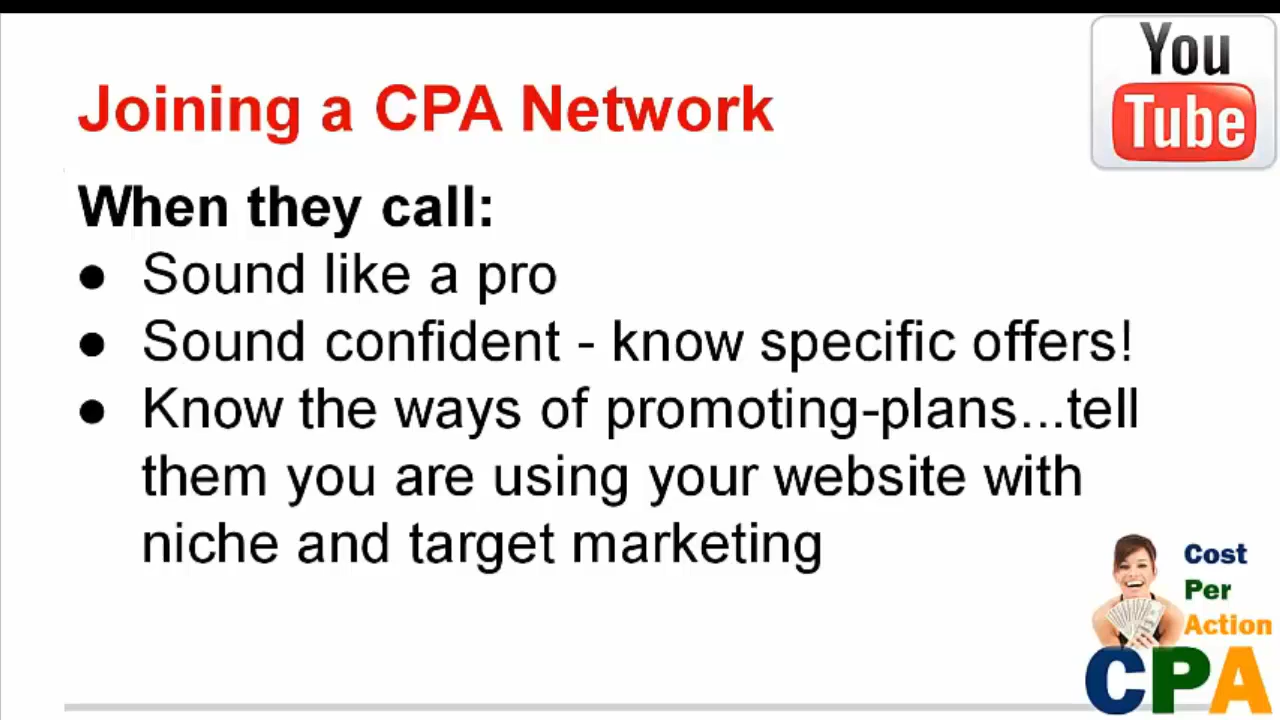 You
Tube
Joining a CPA Network
When they call:
● Sound like a pro
● Sound confident - know specific offers!
● Know the ways of promoting-plans...tell
them you are using your website with
niche and target marketing
Cost
Per
Action
CPA